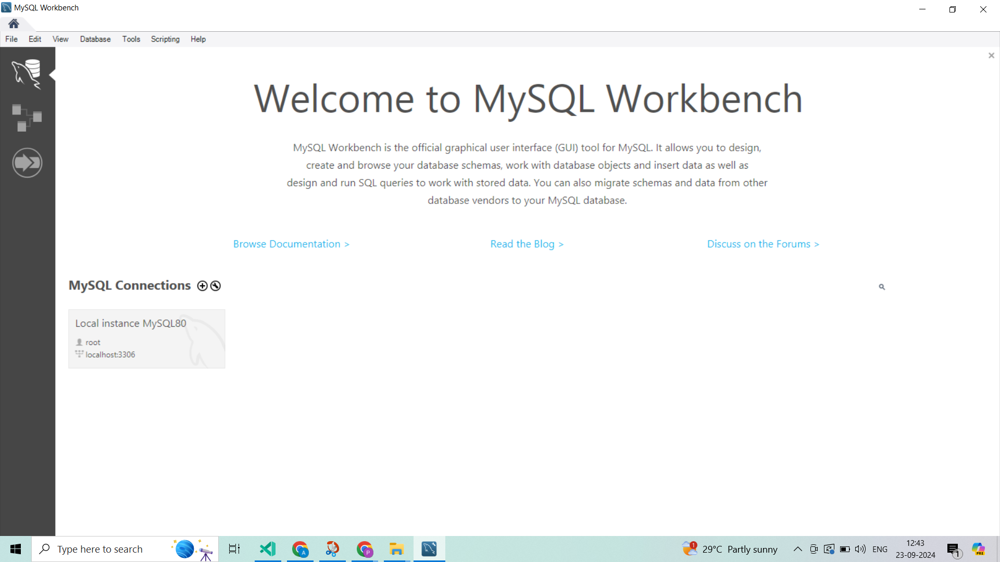 MySQL Workbench
File Edit View Database Tools Scripting Help
Welcome to MySQL Workbench
MySQL Workbench is the official graphical user interface (GUI) tool for MySQL. It allows you to design,
create and browse your database schemas, work with database objects and insert data as well as
design and run SQL queries to work with stored data. You can also migrate schemas and data from other
database vendors to your MySQL database.
Browse Documentation > Read the Blog > Discuss on the Forums >
MySQL Connections
Local instance MySQL80
root
localhost:3306
Type here to search
A
P
1
29°C Partly sunny
ENG
12:43
23-09-2024
1
PRE